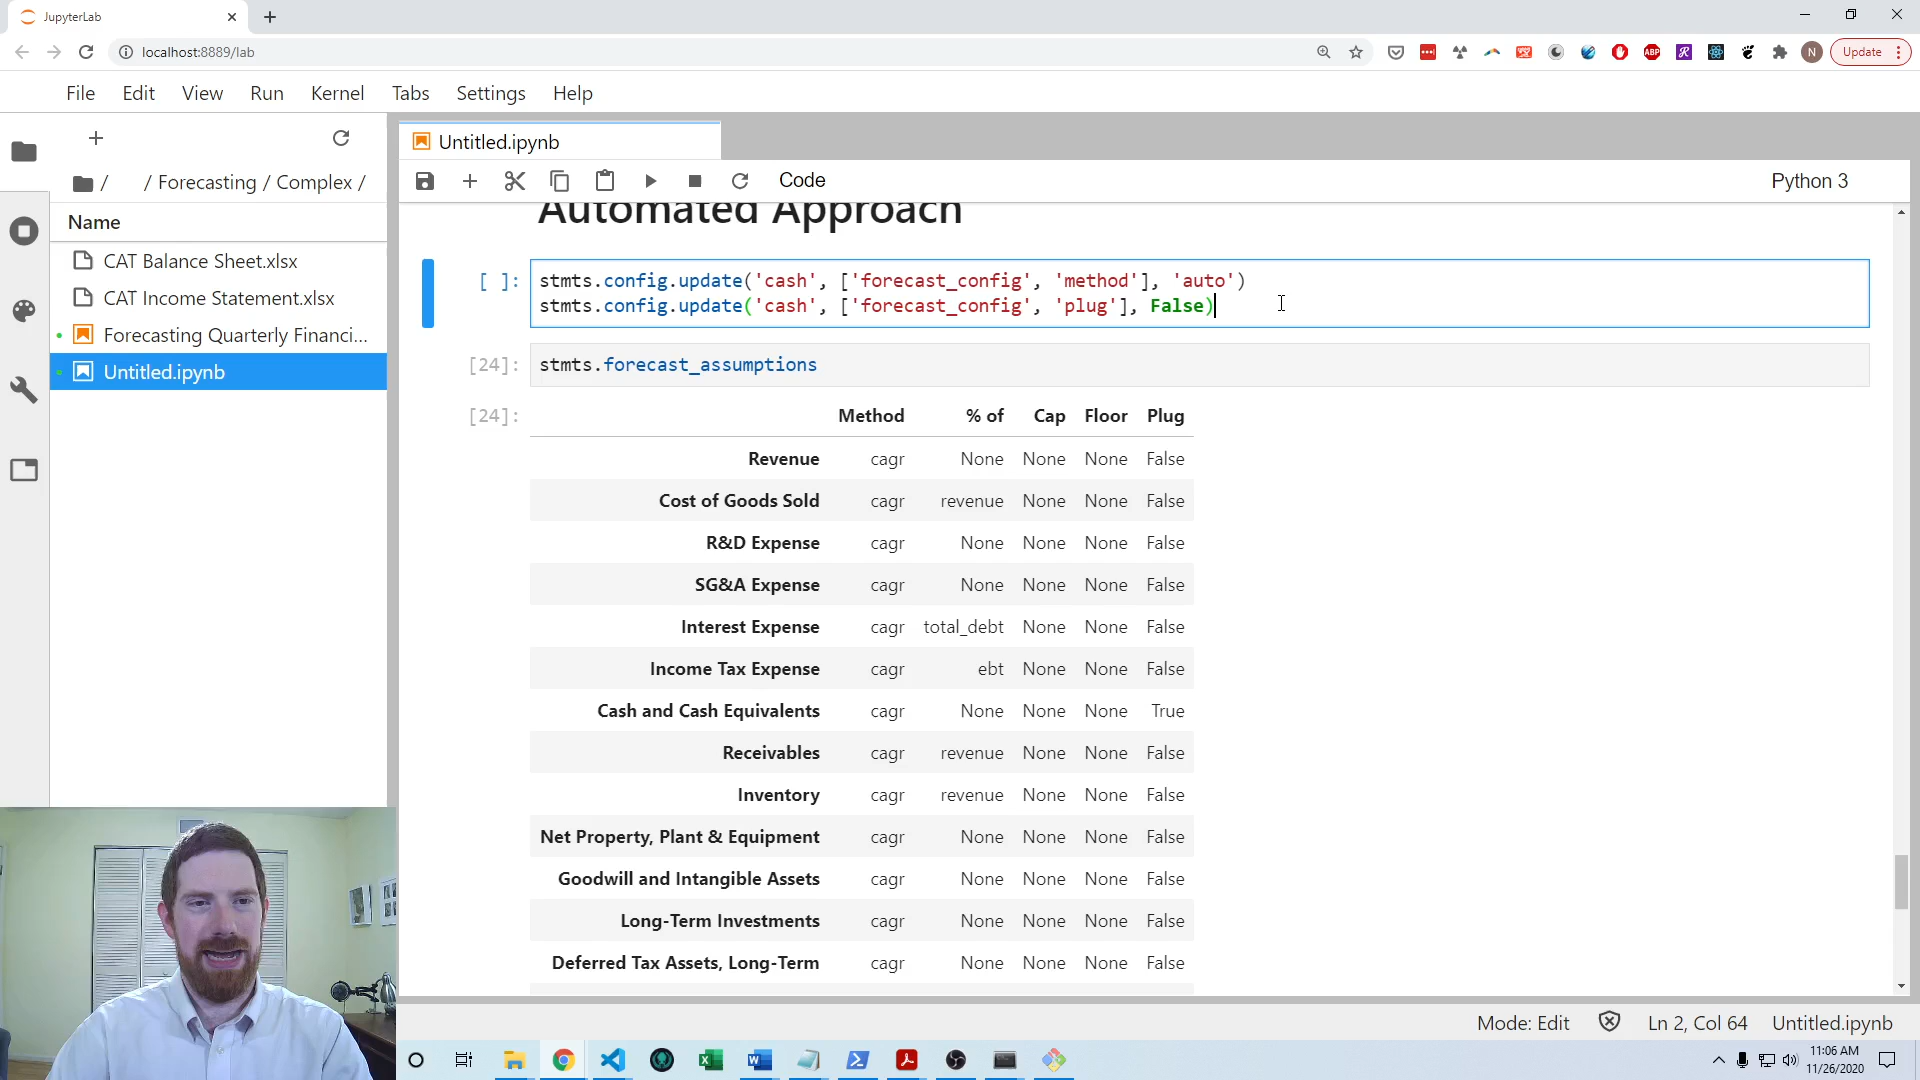 JupyterLab
localhost:8889/lab
N
Update
File Edit View Run Kernel Tabs Settings Help
/ / Forecasting / Complex /
Name
CAT Balance Sheet.xlsx
CAT Income Statement.xlsx
Forecasting Quarterly Financi...
Untitled.ipynb
Untitled.ipynb
Code
Python 3
Automated Approach
[ ]: stmts.config.update('cash', ['forecast_config', 'method'], 'auto')
stmts.config.update('cash', ['forecast_config', 'plug'], False)
[24]: stmts.forecast_assumptions
[24]: Method % of Cap Floor Plug
Revenue cagr None None None False
Cost of Goods Sold cagr revenue None None False
R&D Expense cagr None None None False
SG&A Expense cagr None None None False
Interest Expense cagr total_debt None None False
Income Tax Expense cagr ebt None None False
Cash and Cash Equivalents cagr None None None True
Receivables cagr revenue None None False
Inventory cagr revenue None None False
Net Property, Plant & Equipment cagr None None None False
Goodwill and Intangible Assets cagr None None None False
Long-Term Investments cagr None None None False
Deferred Tax Assets, Long-Term cagr None None None False
Mode: Edit Ln 2, Col 64 Untitled.ipynb
11:06 AM
11/26/2020